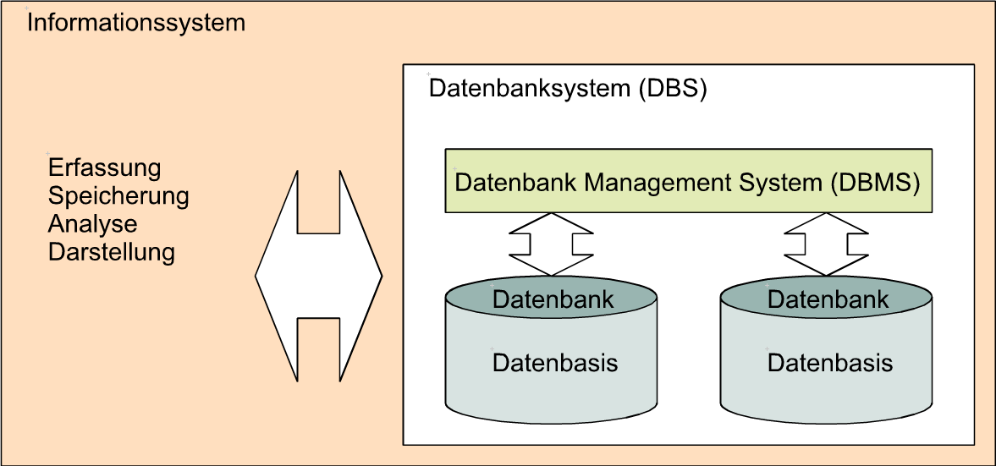 Informationssystem
Datenbanksystem (DBS)
Erfassung
Speicherung
Analyse
Darstellung
Datenbank Management System (DBMS)
Datenbank
Datenbasis
Datenbank
Datenbasis